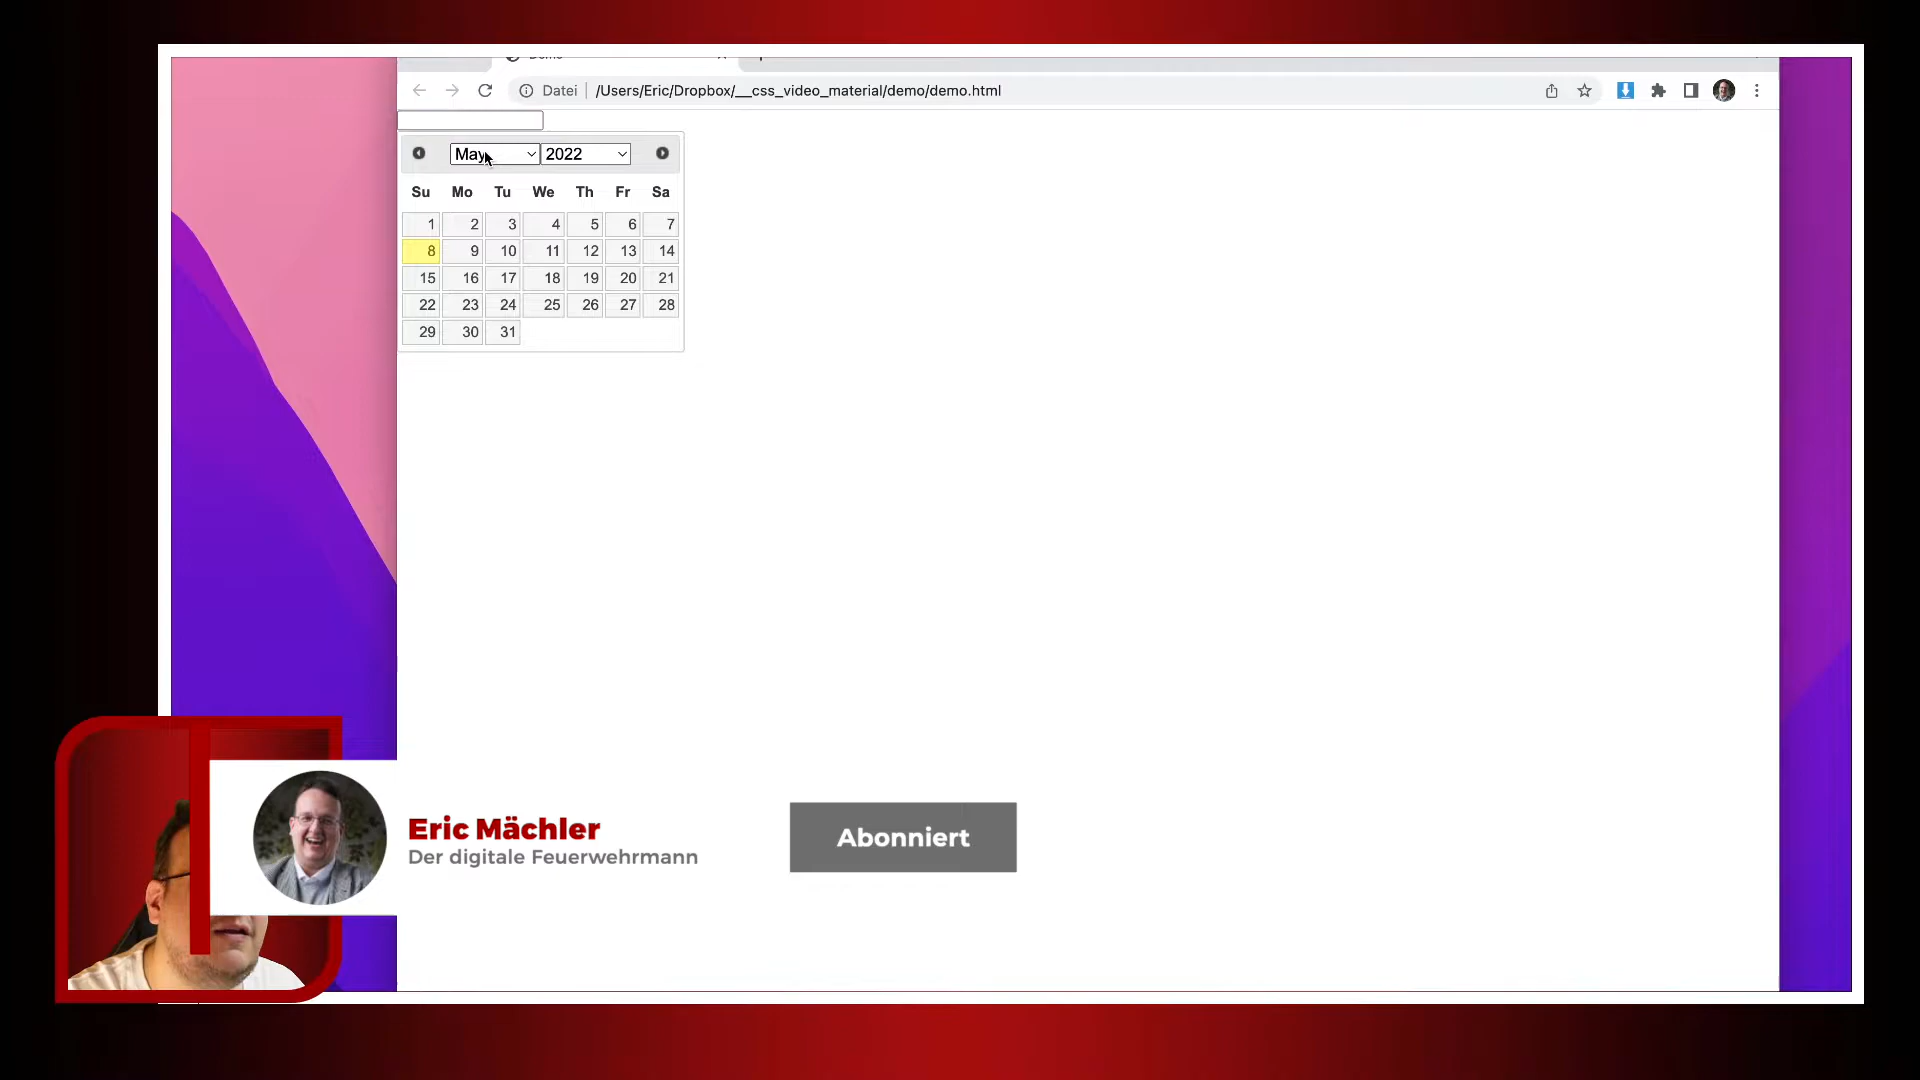 Datei /Users/Eric/Dropbox/__css_video_material/demo/demo.html
May 2022
Su Mo Tu We Th Fr Sa
1 2 3 4 5 6 7
8 9 10 11 12 13 14
15 16 17 18 19 20 21
22 23 24 25 26 27 28
29 30 31
Eric Mächler
Der digitale Feuerwehrmann
Abonniert